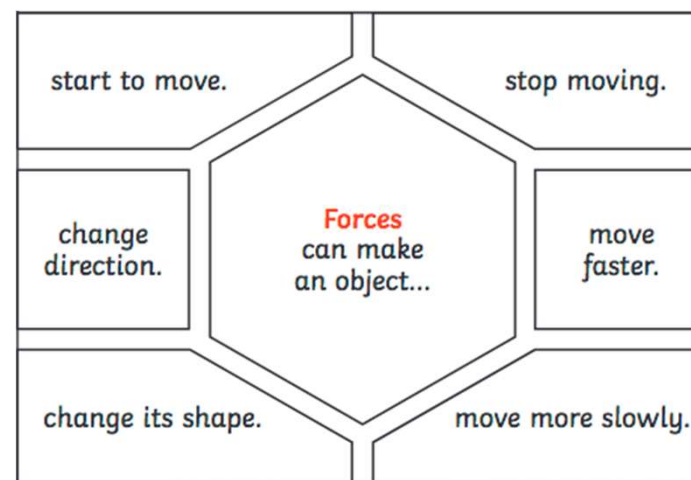 start to move.
stop moving.
change
direction.
Forces
can make
an object...
move
faster.
change its shape.
move more slowly.